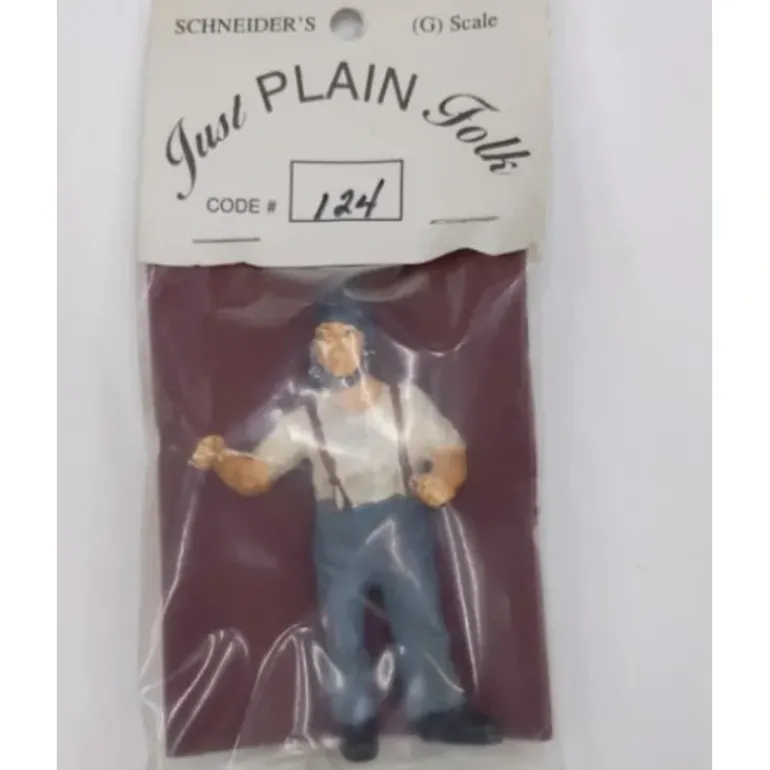 SCHNEIDER'S (G) Scale
Just PLAIN Folk
CODE # 124